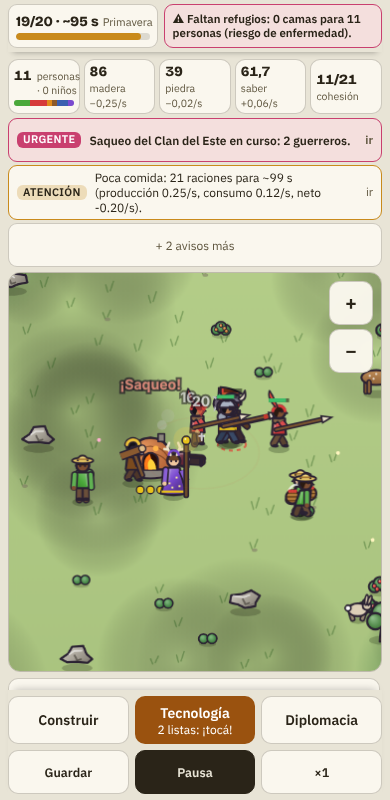 19/20 · ~95 s Primavera
⚠ Faltan refugios: 0 camas para 11
personas (riesgo de enfermedad).
11 personas
· 0 niños
86
madera
−0,25/s
39
piedra
−0,02/s
61,7
saber
+0,06/s
11/21
cohesión
URGENTE Saqueo del Clan del Este en curso: 2 guerreros. ir
ATENCIÓN Poca comida: 21 raciones para ~99 s
(producción 0.25/s, consumo 0.12/s, neto
-0.20/s).
ir
+ 2 avisos más
+
−
¡Saqueo!
20
Construir
Tecnología
2 listas: ¡tocá!
Diplomacia
Guardar
Pausa
×1